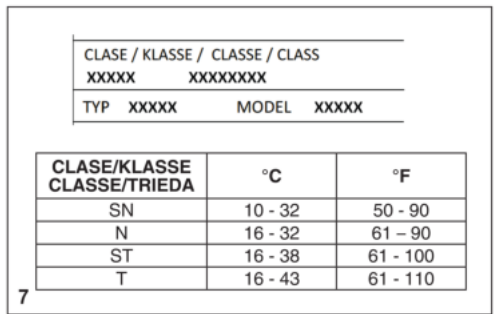 CLASE / KLASSE / CLASSE / CLASS
XXXXX XXXXXXXX
TYP XXXXX MODEL XXXXX
CLASE/KLASSE
CLASSE/TRIEDA °C °F
SN 10 - 32 50 - 90
N 16 - 32 61 – 90
ST 16 - 38 61 - 100
T 16 - 43 61 - 110
7